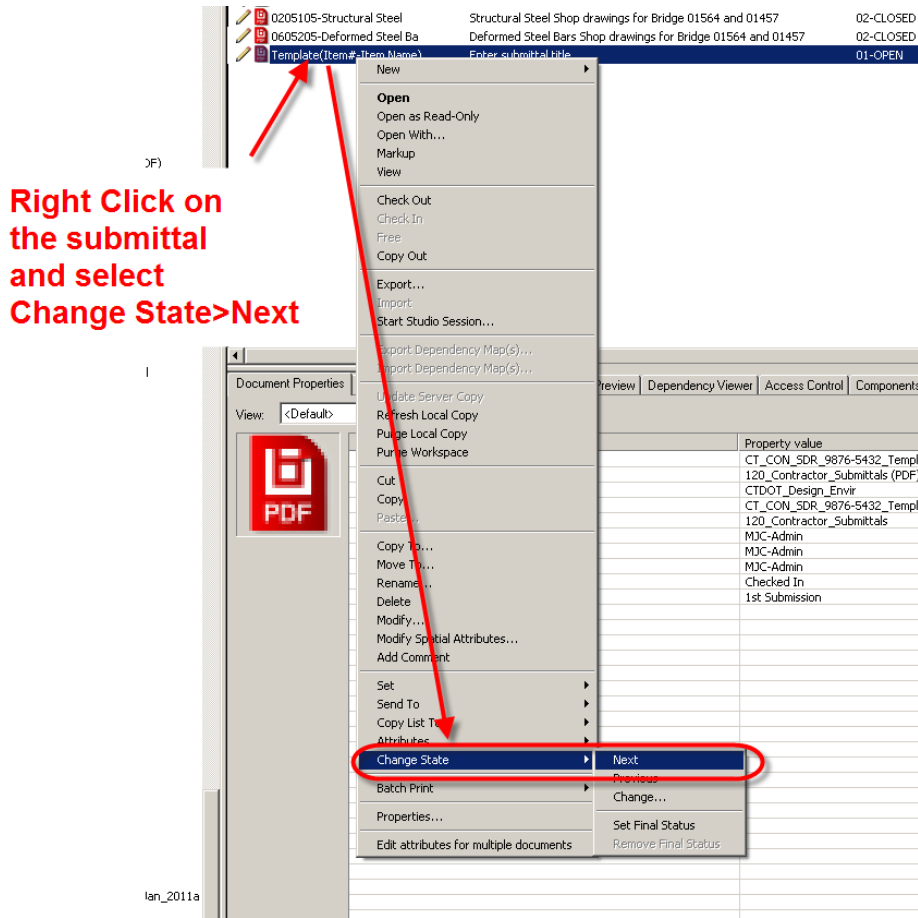 0205105-Structural Steel Structural Steel Shop drawings for Bridge 01564 and 01457 02-CLOSED
0605205-Deformed Steel Ba Deformed Steel Bars Shop drawings for Bridge 01564 and 01457 02-CLOSED
Template(Item#-Item Name) Enter submittal title 01-OPEN
Right Click on
the submittal
and select
Change State>Next
New
Open
Open as Read-Only
Open With...
Markup
View
Check Out
Check In
Free
Copy Out
Export...
Import
Start Studio Session...
Export Dependency Map(s)...
Import Dependency Map(s)...
Update Server Copy
Refresh Local Copy
Purge Local Copy
Purge Workspace
Cut
Copy
Paste...
Copy To...
Move To...
Rename...
Delete
Modify...
Modify Spatial Attributes...
Add Comment
Set
Send To
Copy List To
Attributes
Change State
Batch Print
Properties...
Edit attributes for multiple documents
Next
Previous
Change...
Set Final Status
Remove Final Status
DF)
Document Properties Preview Dependency Viewer Access Control Components
View: <Default>
PDF
Property value
CT_CON_SDR_9876-5432_Templ
120_Contractor_Submittals (PDF)
CTDOT_Design_Envir
CT_CON_SDR_9876-5432_Templ
120_Contractor_Submittals
MJC-Admin
MJC-Admin
MJC-Admin
Checked In
1st Submission
lan_2011a